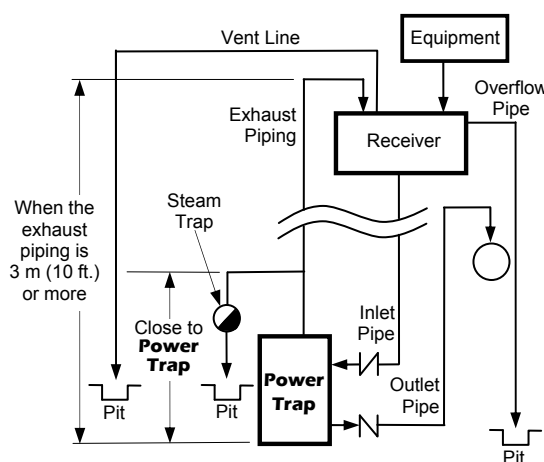 Vent Line
Equipment
Overflow
Pipe
Exhaust
Piping
Receiver
Steam
Trap
When the
exhaust
piping is
3 m (10 ft.)
or more
Close to
Power
Trap
Inlet
Pipe
Power
Trap
Outlet
Pipe
Pit
Pit
Pit